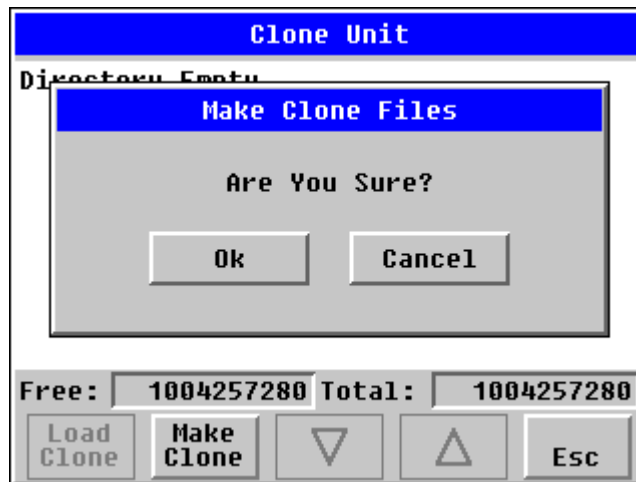 Clone Unit
Directory Empty
Make Clone Files
Are You Sure?
Ok Cancel
Free: 1004257280 Total: 1004257280
Load Clone
Make Clone
Esc